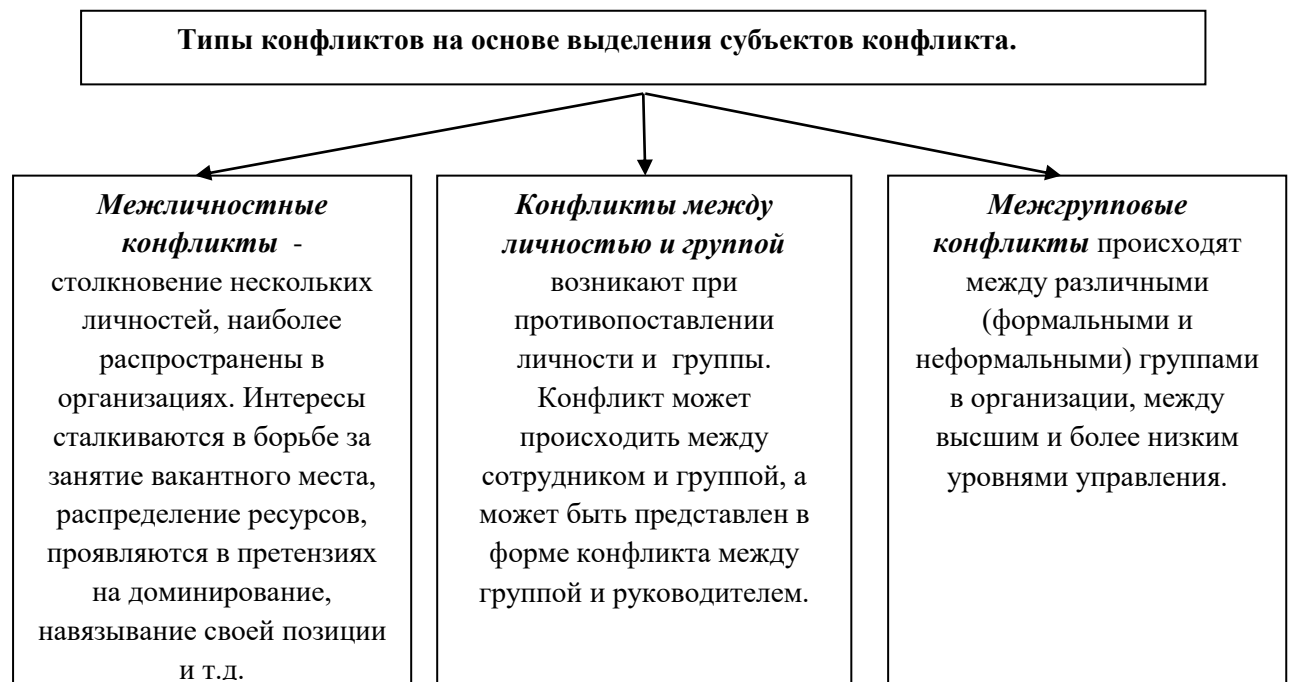 Типы конфликтов на основе выделения субъектов конфликта.
Межличностные
конфликты -
столкновение нескольких
личностей, наиболее
распространены в
организациях. Интересы
сталкиваются в борьбе за
занятие вакантного места,
распределение ресурсов,
проявляются в претензиях
на доминирование,
навязывание своей позиции
и т.д.
Конфликты между
личностью и группой
возникают при
противопоставлении
личности и группы.
Конфликт может
происходить между
сотрудником и группой, а
может быть представлен в
форме конфликта между
группой и руководителем.
Межгрупповые
конфликты происходят
между различными
(формальными и
неформальными) группами
в организации, между
высшим и более низким
уровнями управления.